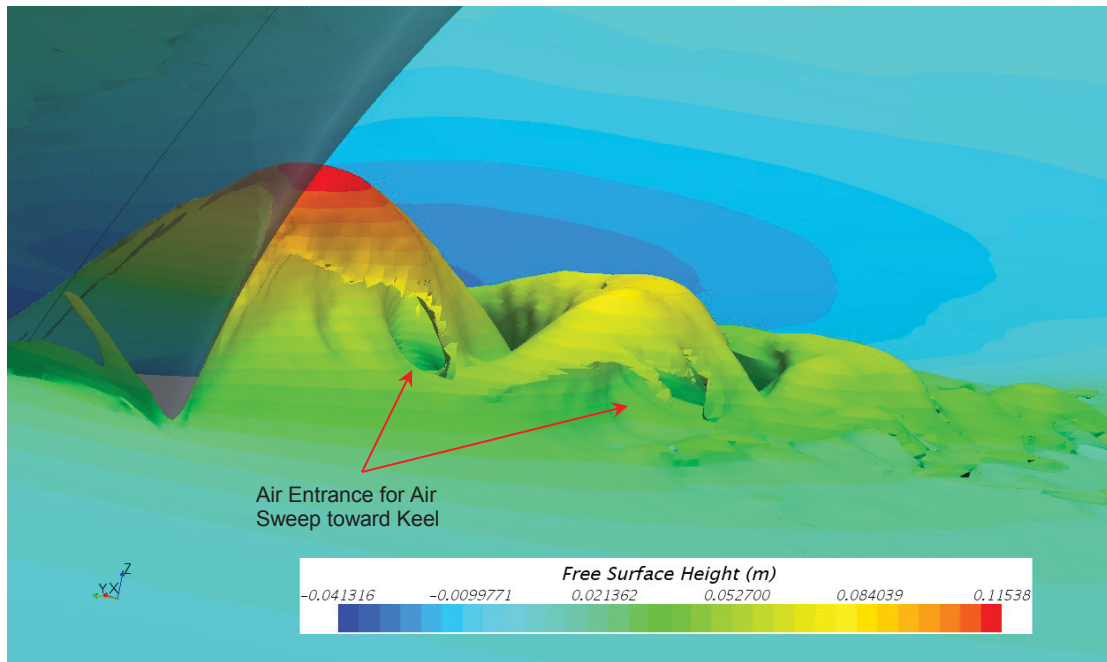 Air Entrance for Air
Sweep toward Keel
Z
Y X
Free Surface Height (m)
-0.041316 -0.0099771 0.021362 0.052700 0.084039 0.11538